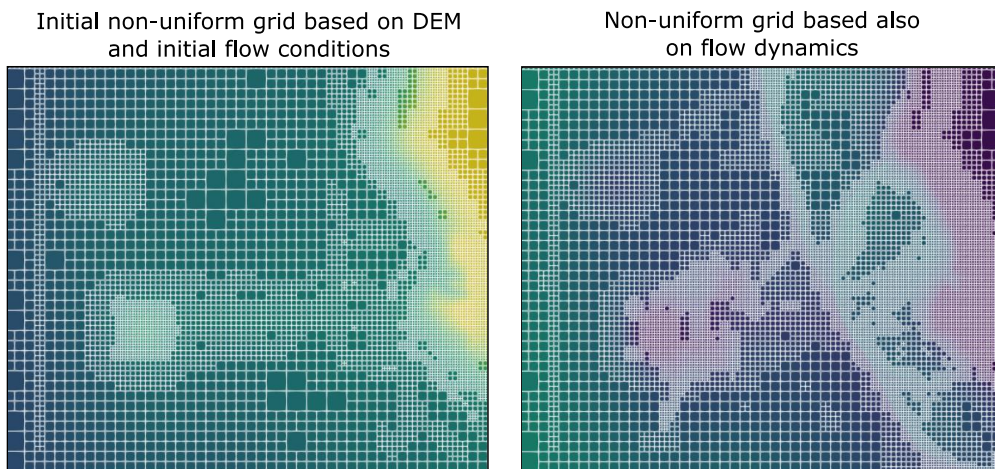 Initial non-uniform grid based on DEM
and initial flow conditions
Non-uniform grid based also
on flow dynamics